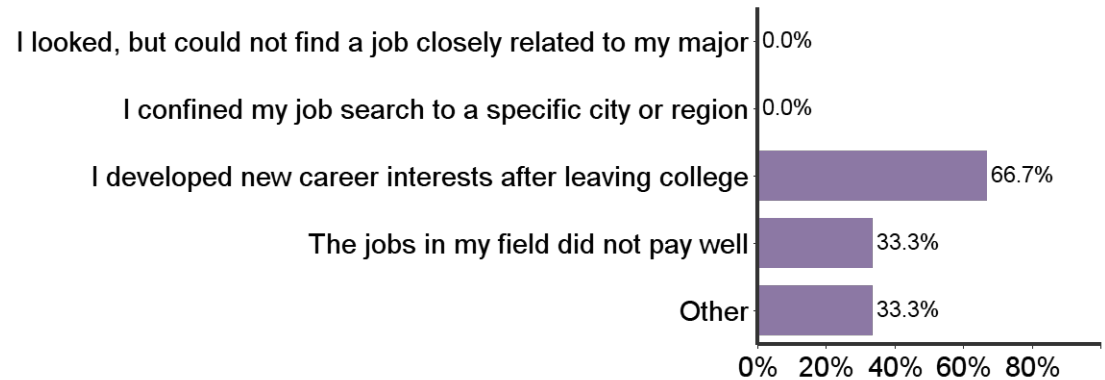 I looked, but could not find a job closely related to my major 0.0%
I confined my job search to a specific city or region 0.0%
I developed new career interests after leaving college 66.7%
The jobs in my field did not pay well 33.3%
Other 33.3%
0% 20% 40% 60% 80%